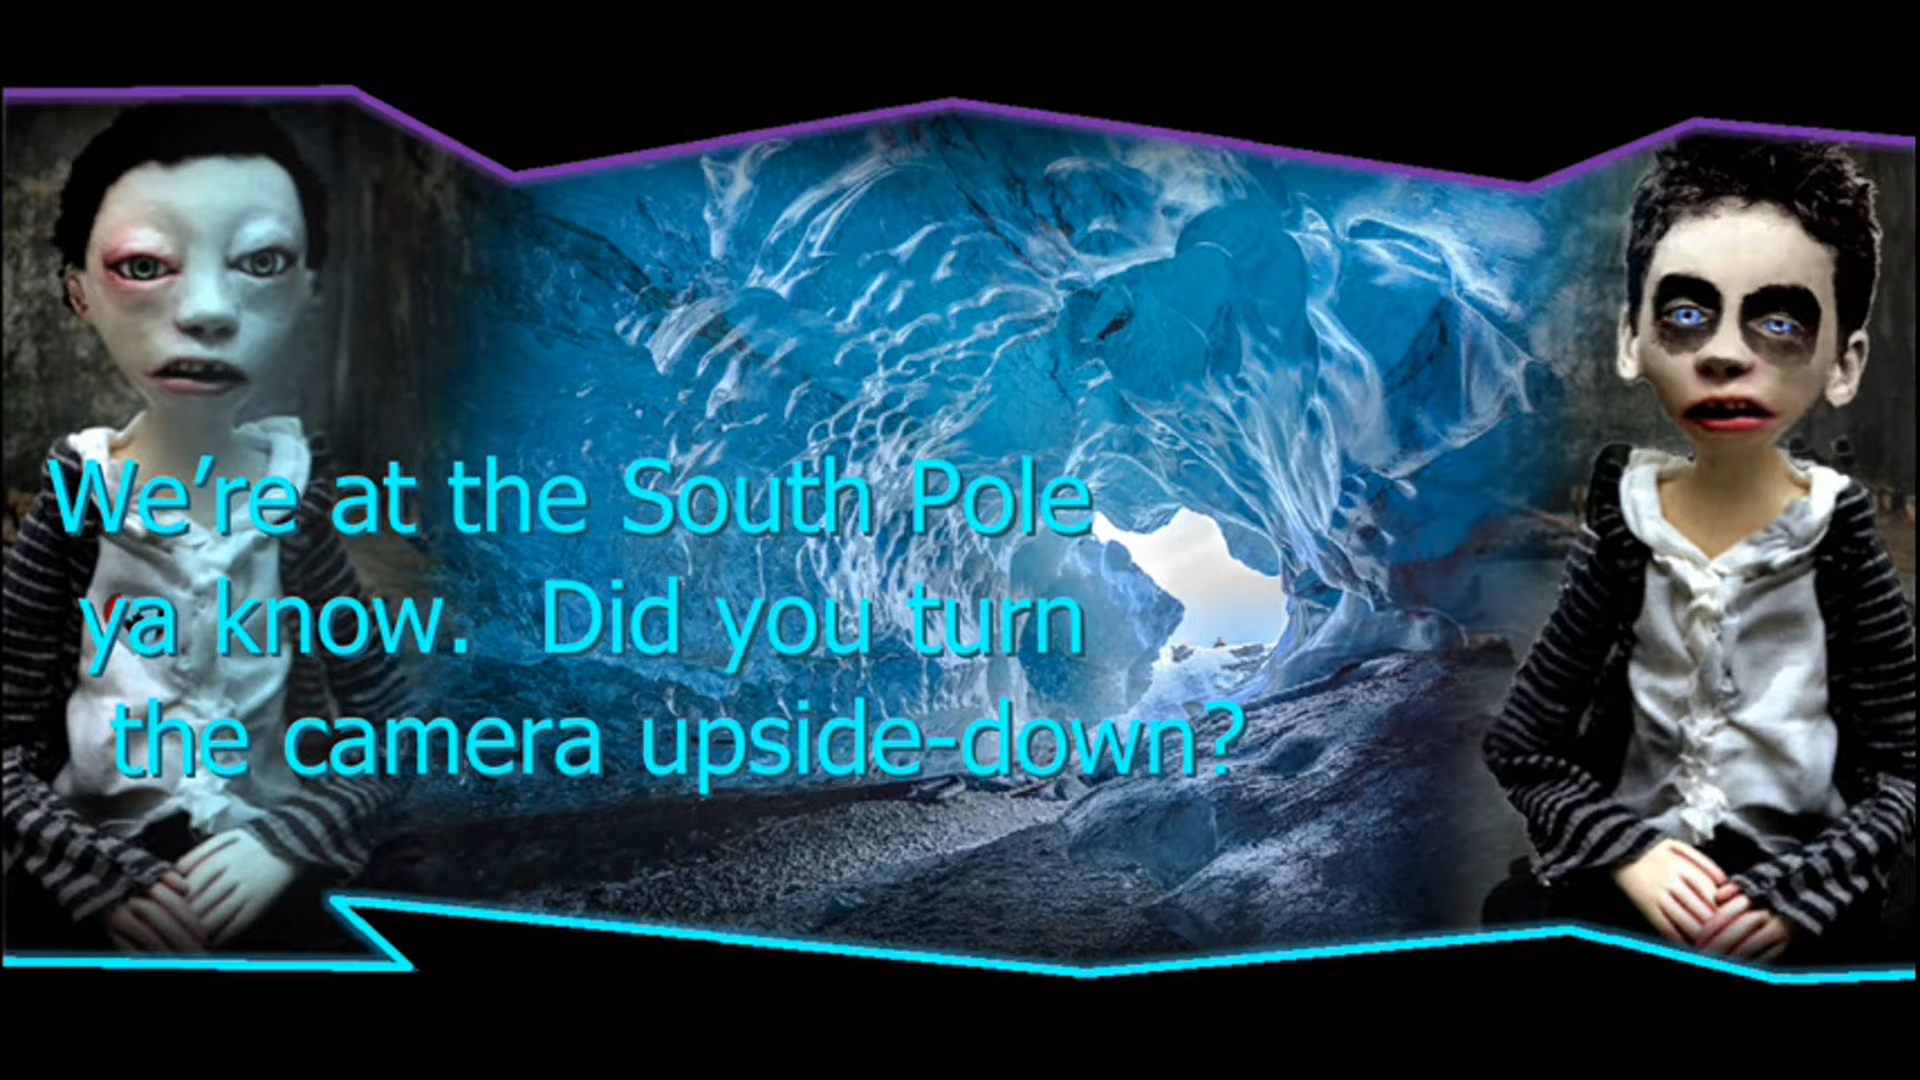 We’re at the South Pole
ya know.  Did you turn
the camera upside-down?